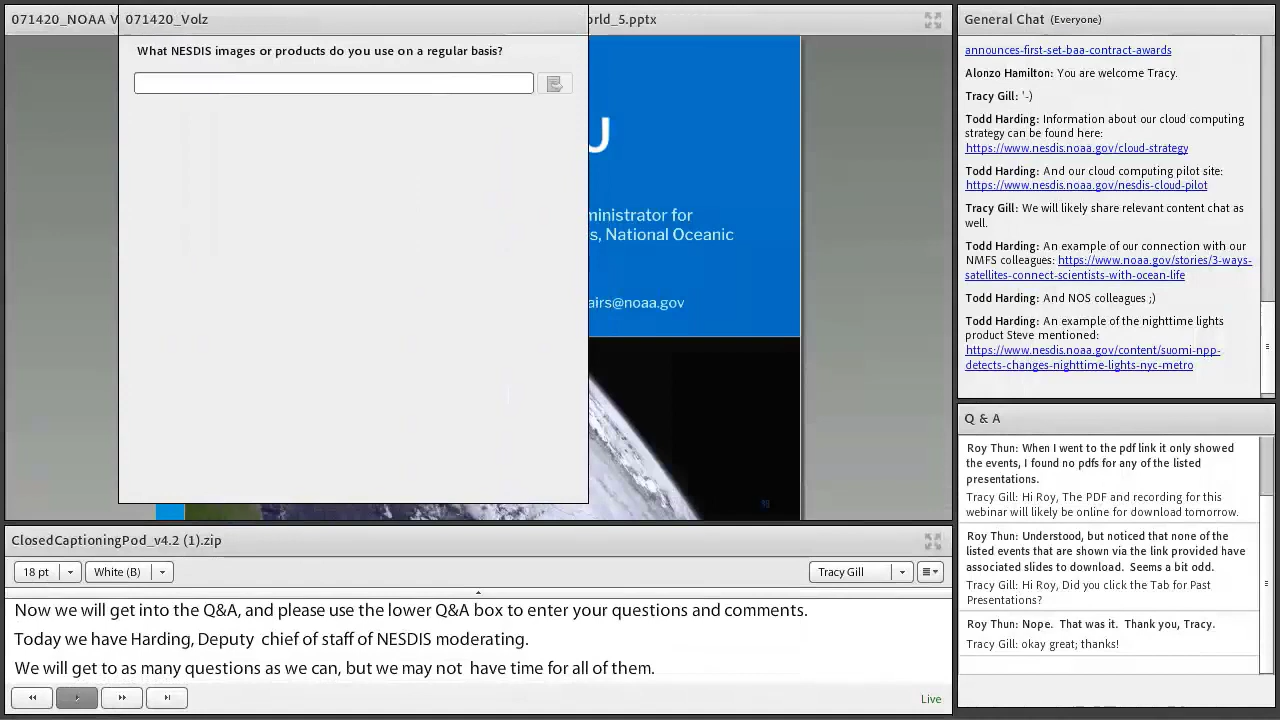 071420_NOAA V
071420_Volz
orld_5.pptx
What NESDIS images or products do you use on a regular basis?
U
ministrator for
s, National Oceanic
airs@noaa.gov
General Chat (Everyone)
announces-first-set-baa-contract-awards
Alonzo Hamilton: You are welcome Tracy.
Tracy Gill: '-)
Todd Harding: Information about our cloud computing
strategy can be found here:
https://www.nesdis.noaa.gov/cloud-strategy
Todd Harding: And our cloud computing pilot site:
https://www.nesdis.noaa.gov/nesdis-cloud-pilot
Tracy Gill: We will likely share relevant content chat as
well.
Todd Harding: An example of our connection with our
NMFS colleagues: https://www.noaa.gov/stories/3-ways-
satellites-connect-scientists-with-ocean-life
Todd Harding: And NOS colleagues ;)
Todd Harding: An example of the nighttime lights
product Steve mentioned:
https://www.nesdis.noaa.gov/content/suomi-npp-
detects-changes-nighttime-lights-nyc-metro
Q & A
Roy Thun: When I went to the pdf link it only showed
the events, I found no pdfs for any of the listed
presentations.
Tracy Gill: Hi Roy, The PDF and recording for this
webinar will likely be online for download tomorrow.
Roy Thun: Understood, but noticed that none of the
listed events that are shown via the link provided have
associated slides to download. Seems a bit odd.
Tracy Gill: Hi Roy, Did you click the Tab for Past
Presentations?
Roy Thun: Nope. That was it. Thank you, Tracy.
Tracy Gill: okay great; thanks!
ClosedCaptioningPod_v4.2 (1).zip
18 pt
White (B)
Tracy Gill
Now we will get into the Q&A, and please use the lower Q&A box to enter your questions and comments.
Today we have Harding, Deputy chief of staff of NESDIS moderating.
We will get to as many questions as we can, but we may not have time for all of them.
Live